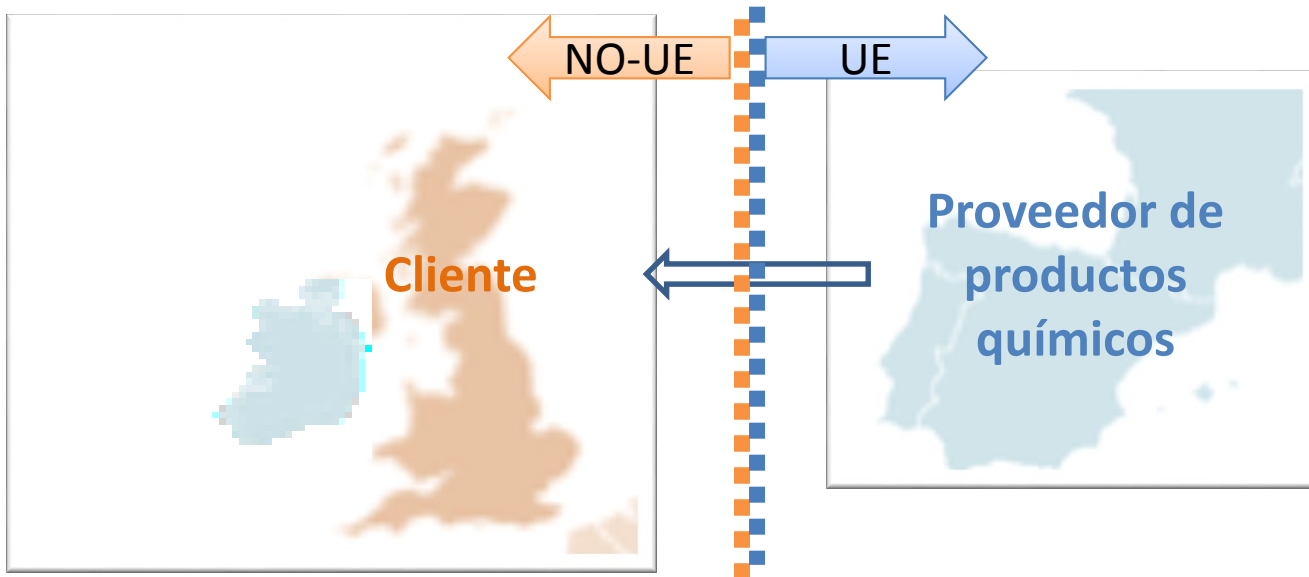 NO-UE
UE
Cliente
Proveedor de
productos
químicos